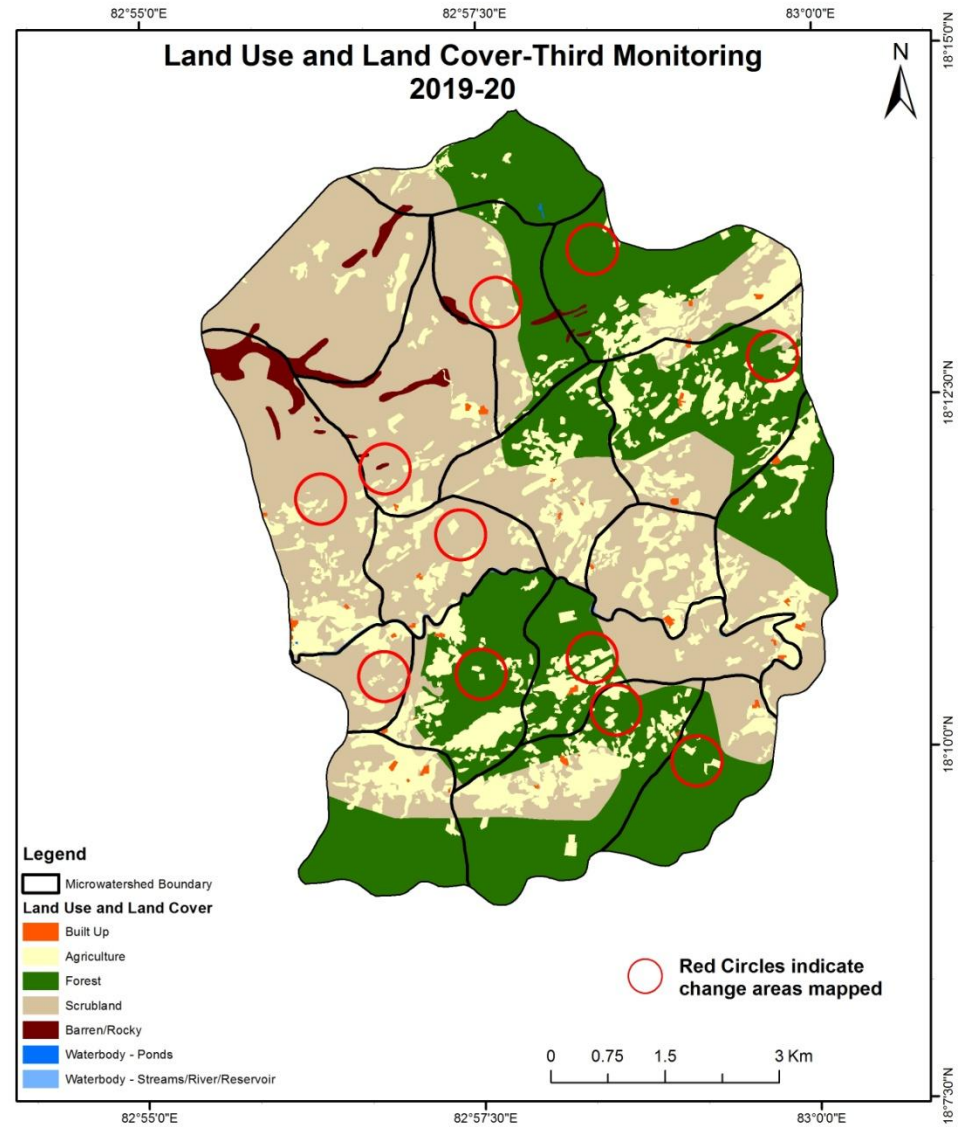 82°55'0"E
82°57'30"E
83°0'0"E
Land Use and Land Cover-Third Monitoring
2019-20
N
18°15'0"N
18°12'30"N
18°10'0"N
18°7'30"N
Legend
Microwatershed Boundary
Land Use and Land Cover
Built Up
Agriculture
Forest
Scrubland
Barren/Rocky
Waterbody - Ponds
Waterbody - Streams/River/Reservoir
Red Circles indicate
change areas mapped
0 0.75 1.5 3 Km
82°55'0"E
82°57'30"E
83°0'0"E